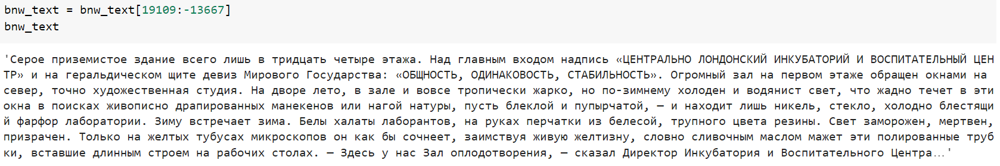 bnw_text = bnw_text[19109:-13667]
bnw_text
'Серое приземистое здание всего лишь в тридцать четыре этажа. Над главным входом надпись «ЦЕНТРАЛЬНО ЛОНДОНСКИЙ ИНКУБАТОРИЙ И ВОСПИТАТЕЛЬНЫЙ ЦЕН
ТР» и на геральдическом щите девиз Мирового Государства: «ОБЩНОСТЬ, ОДИНАКОВОСТЬ, СТАБИЛЬНОСТЬ». Огромный зал на первом этаже обращен окнами на
север, точно художественная студия. На дворе лето, в зале и вовсе тропически жарко, но по-зимнему холоден и водянист свет, что жадно течет в эти
окна в поисках живописно драпированных манекенов или нагой натуры, пусть блеклой и пупырчатой, — и находит лишь никель, стекло, холодно блестящи
й фарфор лаборатории. Зиму встречает зима. Белы халаты лаборантов, на руках перчатки из белесой, трупного цвета резины. Свет заморожен, мертвен,
призрачен. Только на желтых тубусах микроскопов он как бы сочнеет, заимствуя живую желтизну, словно сливочным маслом мажет эти полированные труб
ки, вставшие длинным строем на рабочих столах. — Здесь у нас Зал оплодотворения, — сказал Директор Инкубатория и Воспитательного Центра…'